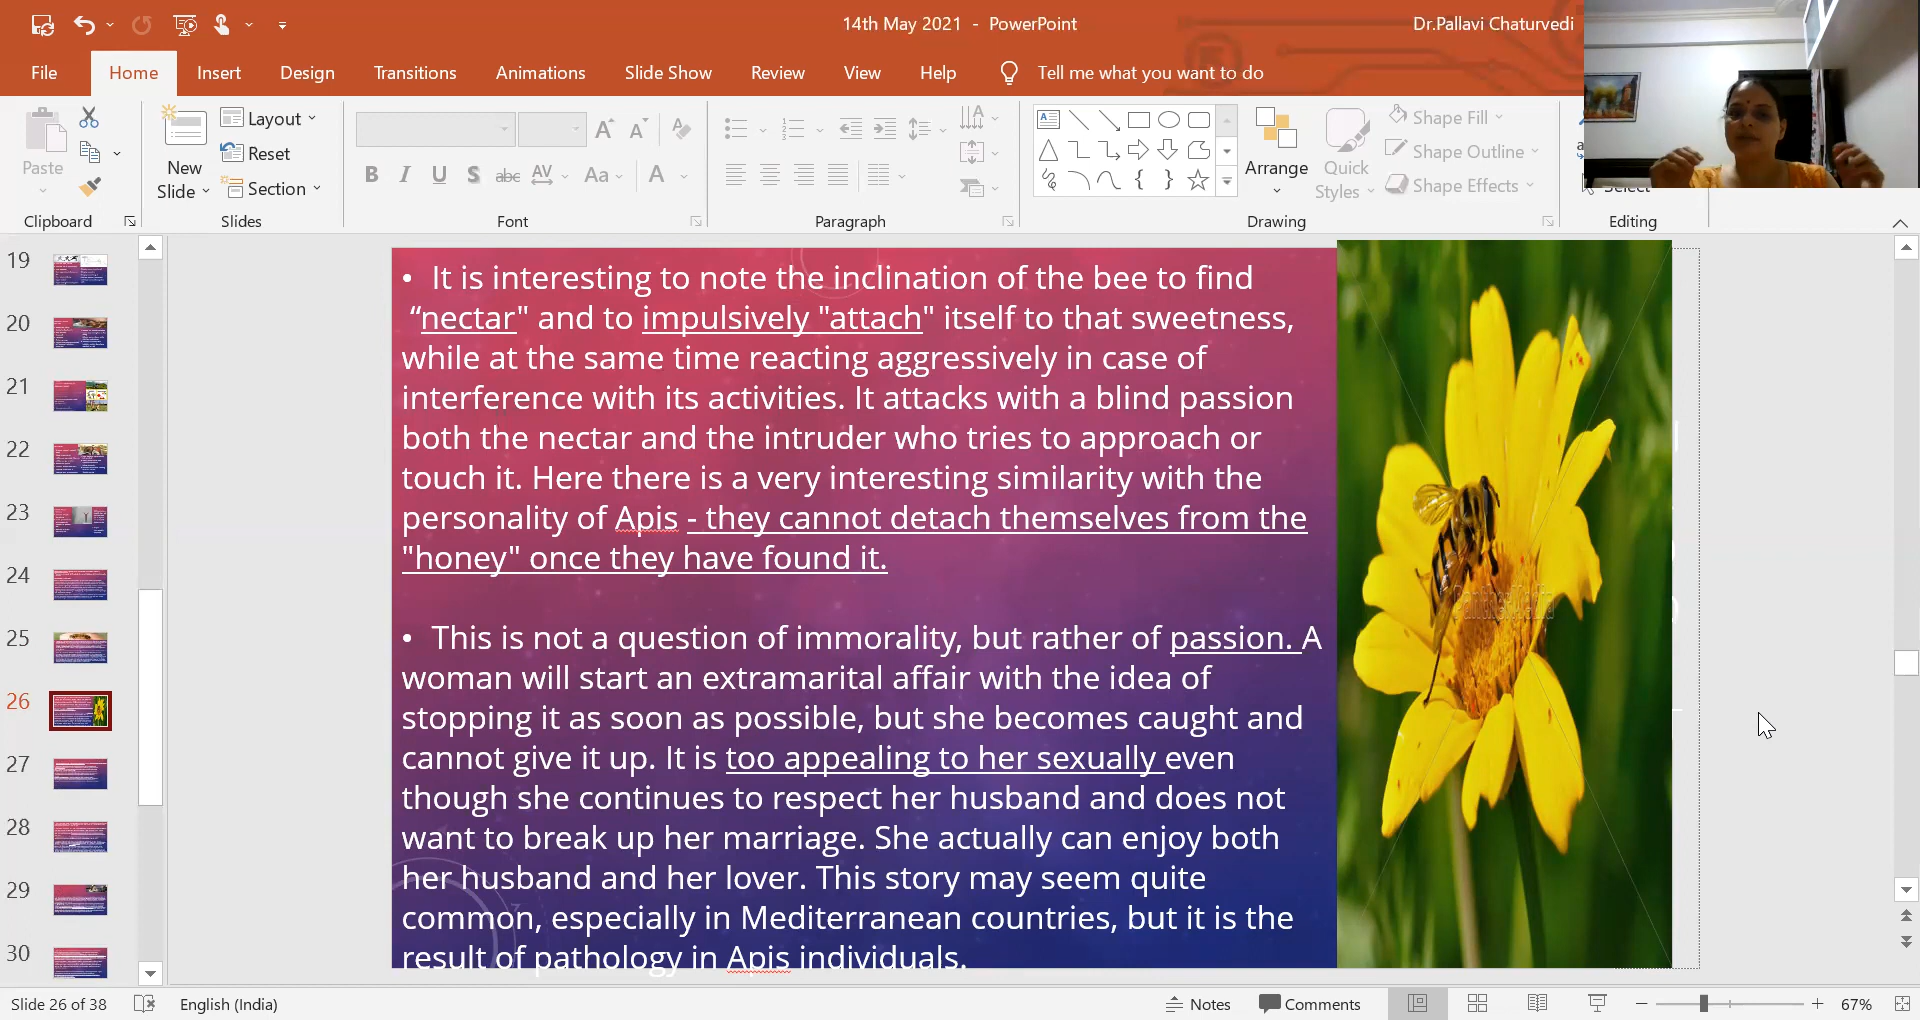 14th May 2021 - PowerPoint
Dr.Pallavi Chaturvedi
File Home Insert Design Transitions Animations Slide Show Review View Help Tell me what you want to do
Paste
New Slide
Layout
Reset
Section
B I U S abc AV Aa A
Arrange
Quick Styles
Shape Fill
Shape Outline
Shape Effects
Select
Clipboard Slides Font Paragraph Drawing Editing
19
20
21
22
23
24
25
26
27
28
29
30
• It is interesting to note the inclination of the bee to find
“nectar" and to impulsively "attach" itself to that sweetness,
while at the same time reacting aggressively in case of
interference with its activities. It attacks with a blind passion
both the nectar and the intruder who tries to approach or
touch it. Here there is a very interesting similarity with the
personality of Apis - they cannot detach themselves from the
"honey" once they have found it.
• This is not a question of immorality, but rather of passion. A
woman will start an extramarital affair with the idea of
stopping it as soon as possible, but she becomes caught and
cannot give it up. It is too appealing to her sexually even
though she continues to respect her husband and does not
want to break up her marriage. She actually can enjoy both
her husband and her lover. This story may seem quite
common, especially in Mediterranean countries, but it is the
result of pathology in Apis individuals.
PantherMedia
Slide 26 of 38 English (India) Notes Comments 67%